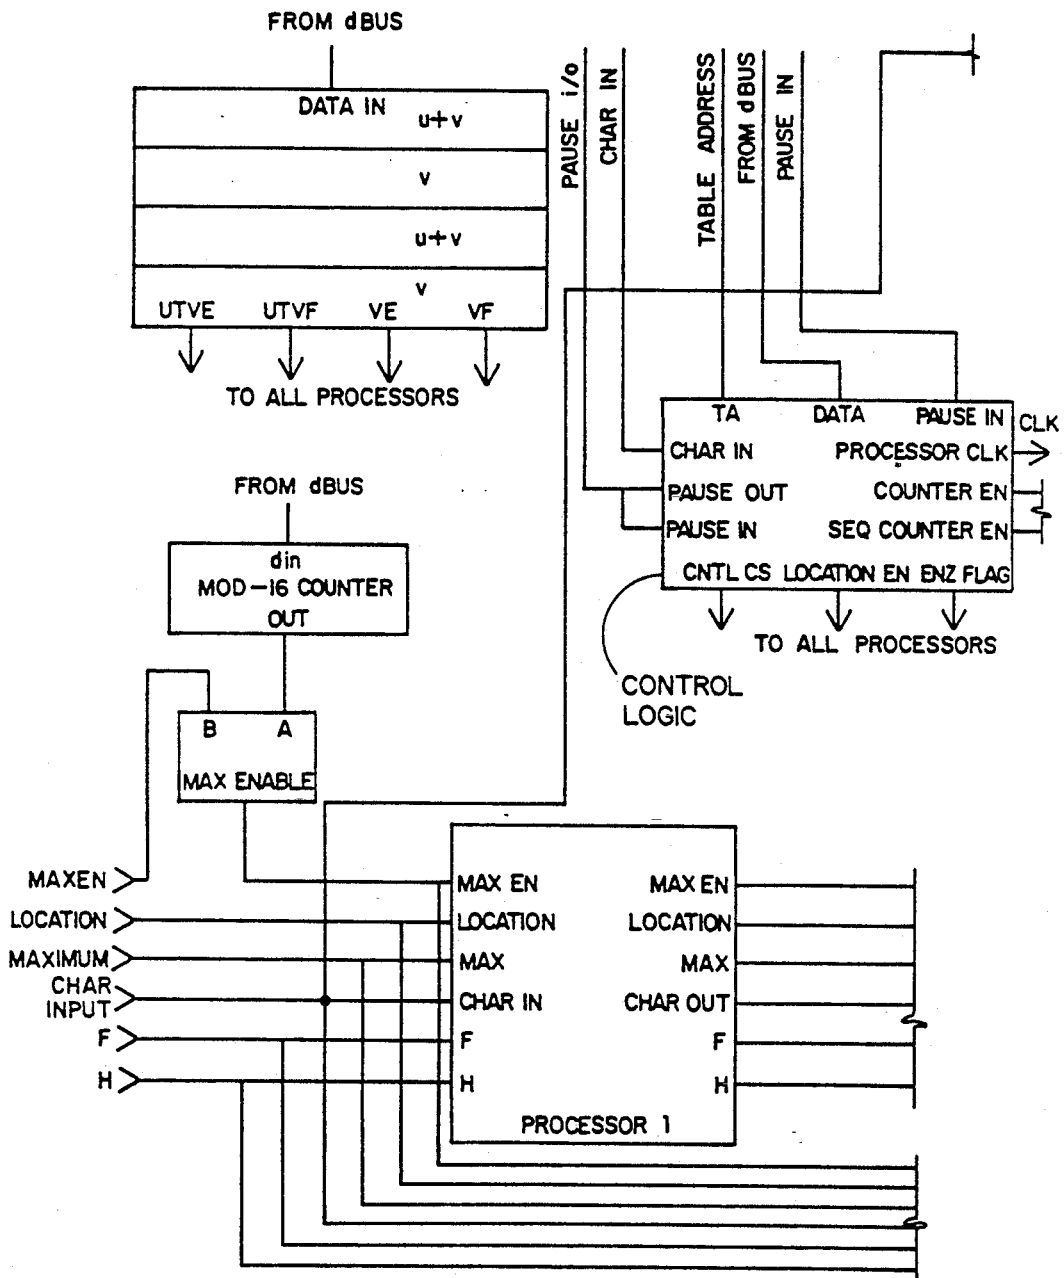 FROM dBUS
DATA IN
u+v
v
u+v
v
UTVE UTVF VE VF
TO ALL PROCESSORS
PAUSE i/o
CHAR IN
TABLE ADDRESS
FROM dBUS
PAUSE IN
TA DATA PAUSE IN
CLK
CHAR IN PROCESSOR CLK
PAUSE OUT COUNTER EN
PAUSE IN SEQ COUNTER EN
CNTL CS LOCATION EN ENZ FLAG
TO ALL PROCESSORS
CONTROL
LOGIC
FROM dBUS
din
MOD-16 COUNTER
OUT
B A
MAX ENABLE
MAXEN
LOCATION
MAXIMUM
CHAR
INPUT
F
H
MAX EN MAX EN
LOCATION LOCATION
MAX MAX
CHAR IN CHAR OUT
F F
H H
PROCESSOR 1